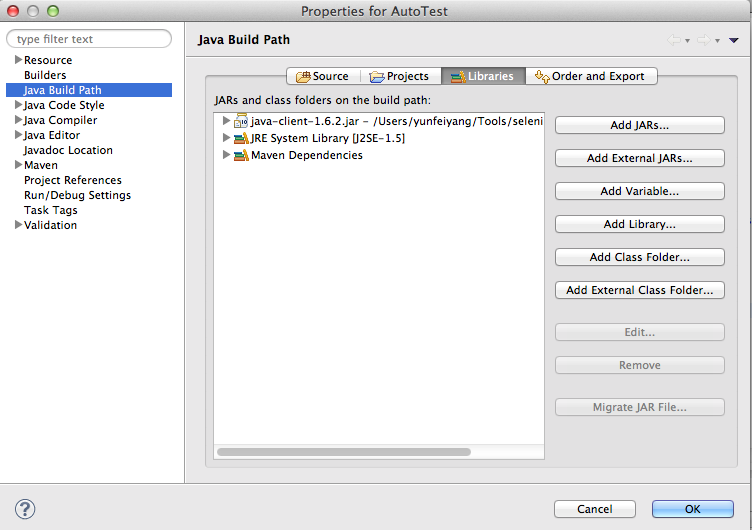 Properties for AutoTest
type filter text
Resource
Builders
Java Build Path
Java Code Style
Java Compiler
Java Editor
Javadoc Location
Maven
Project References
Run/Debug Settings
Task Tags
Validation
Java Build Path
Source
Projects
Libraries
Order and Export
JARs and class folders on the build path:
java-client-1.6.2.jar – /Users/yunfeiyang/Tools/seleni
JRE System Library [J2SE-1.5]
Maven Dependencies
Add JARs...
Add External JARs...
Add Variable...
Add Library...
Add Class Folder...
Add External Class Folder...
Edit...
Remove
Migrate JAR File...
?
Cancel
OK